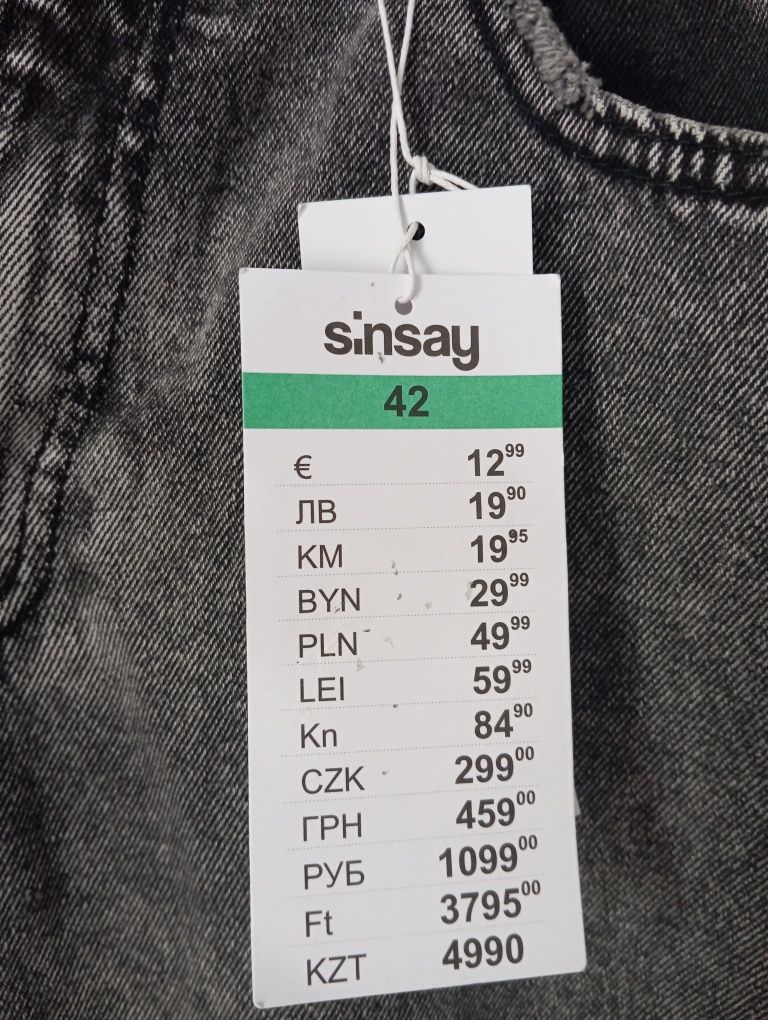 sinsay
42
€ 12⁹⁹
ЛВ 19⁹⁰
KM 19⁹⁵
BYN 29⁹⁹
PLN 49⁹⁹
LEI 59⁹⁹
Kn 84⁹⁰
CZK 299⁰⁰
ГРН 459⁰⁰
РУБ 1099⁰⁰
Ft 3795⁰⁰
KZT 4990